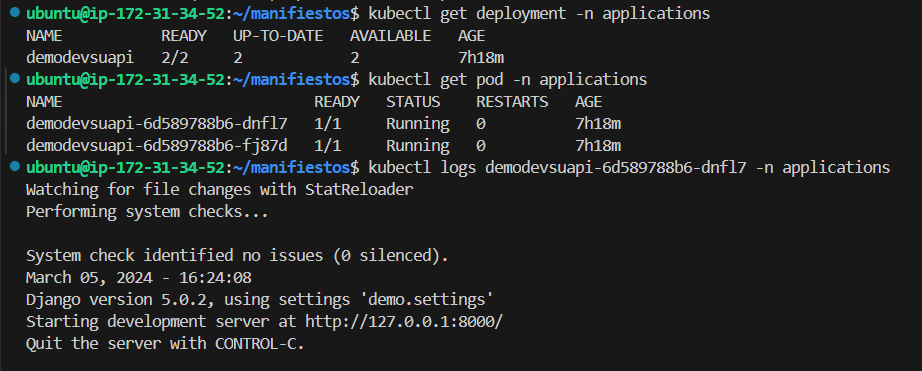 ubuntu@ip-172-31-34-52:~/manifiestos$ kubectl get deployment -n applications
NAME READY UP-TO-DATE AVAILABLE AGE
demodevsuapi 2/2 2 2 7h18m
ubuntu@ip-172-31-34-52:~/manifiestos$ kubectl get pod -n applications
NAME READY STATUS RESTARTS AGE
demodevsuapi-6d589788b6-dnfl7 1/1 Running 0 7h18m
demodevsuapi-6d589788b6-fj87d 1/1 Running 0 7h18m
ubuntu@ip-172-31-34-52:~/manifiestos$ kubectl logs demodevsuapi-6d589788b6-dnfl7 -n applications
Watching for file changes with StatReloader
Performing system checks...
System check identified no issues (0 silenced).
March 05, 2024 - 16:24:08
Django version 5.0.2, using settings 'demo.settings'
Starting development server at http://127.0.0.1:8000/
Quit the server with CONTROL-C.